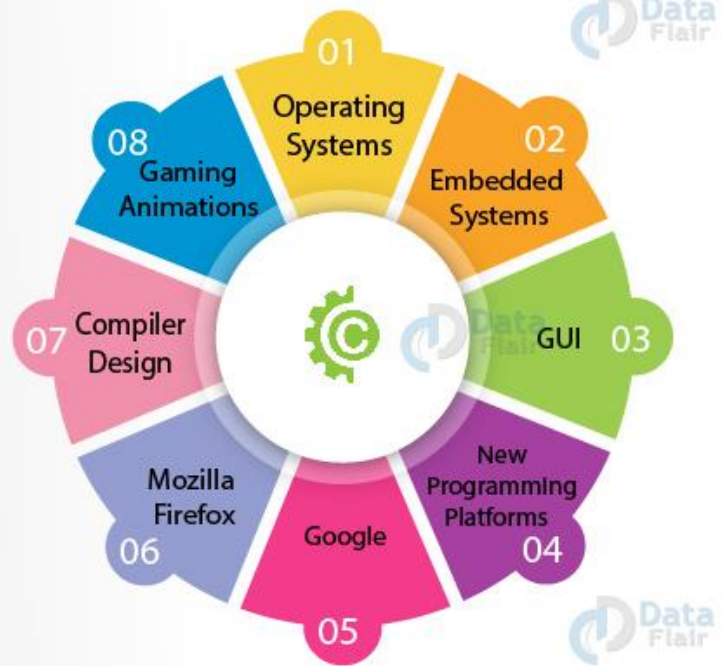 Data
Flair
01
Operating
Systems
02
Embedded
Systems
03
GUI
04
New
Programming
Platforms
05
Google
06
Mozilla
Firefox
07
Compiler
Design
08
Gaming
Animations
C
Data
Flair
Data
Flair